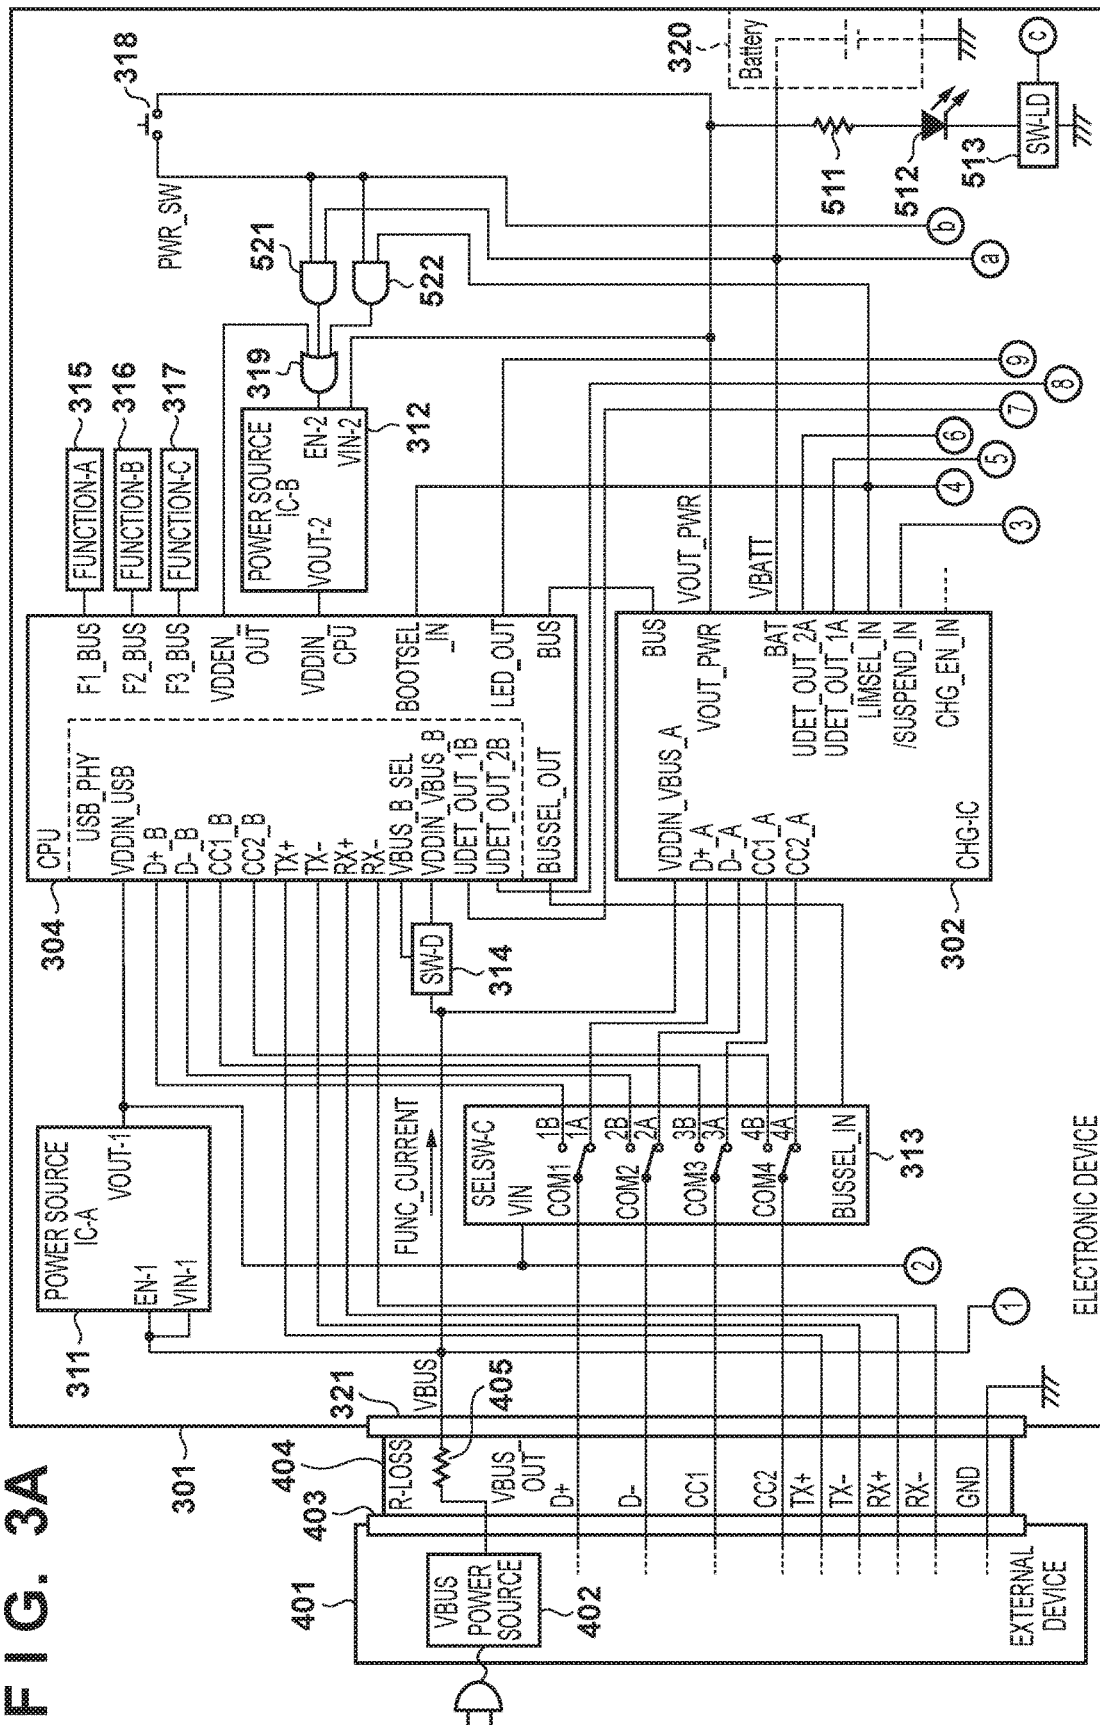 FIG. 3A
301
311
POWER SOURCE
IC-A
EN-1
VIN-1
VOUT-1
304
CPU
USB_PHY
VDDIN_USB
D+_B
D-_B
CC1_B
CC2_B
TX+
TX-
RX+
RX-
VBUS_B_SEL
VDDIN_VBUS_B
UDET_OUT_1B
UDET_OUT_2B
BUSSEL_OUT
F1_BUS
F2_BUS
F3_BUS
VDDEN_
OUT
VDDIN_
CPU
BOOTSEL
_IN
LED_OUT
BUS
FUNCTION-A
315
FUNCTION-B
316
FUNCTION-C
317
POWER SOURCE
IC-B
VOUT-2
EN-2
VIN-2
312
319
521
522
PWR_SW
318
401
403
404
321
R-LOSS
VBUS
405
VBUS_
OUT
VBUS
POWER
SOURCE
402
D+
D-
CC1
CC2
TX+
TX-
RX+
RX-
GND
EXTERNAL
DEVICE
FUNC_CURRENT
SW-D
314
SELSW-C
VIN
COM1
1B
1A
COM2
2B
2A
COM3
3B
3A
COM4
4B
4A
BUSSEL_IN
313
302
CHG-IC
VDDIN_VBUS_A
D+_A
D-_A
CC1_A
CC2_A
BUS
VOUT_PWR
BAT
UDET_OUT_2A
UDET_OUT_1A
LIMSEL_IN
/SUSPEND_IN
CHG_EN_IN
VOUT_PWR
VBATT
320
Battery
511
512
513
SW-LD
1
2
3
4
5
6
7
8
9
a
b
c
ELECTRONIC DEVICE